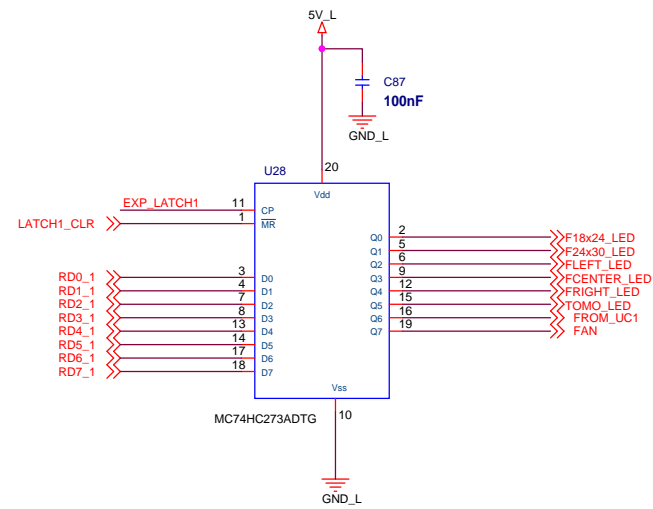 5V_L
C87
100nF
GND_L
U28
20
Vdd
EXP_LATCH1 11 CP
LATCH1_CLR 1 MR
Q0 2 F18x24_LED
Q1 5 F24x30_LED
Q2 6 FLEFT_LED
RD0_1 3 D0 Q3 9 FCENTER_LED
RD1_1 4 D1 Q4 12 FRIGHT_LED
RD2_1 7 D2 Q5 15 TOMO_LED
RD3_1 8 D3 Q6 16 FROM_UC1
RD4_1 13 D4 Q7 19 FAN
RD5_1 14 D5
RD6_1 17 D6
RD7_1 18 D7
Vss
MC74HC273ADTG 10
GND_L